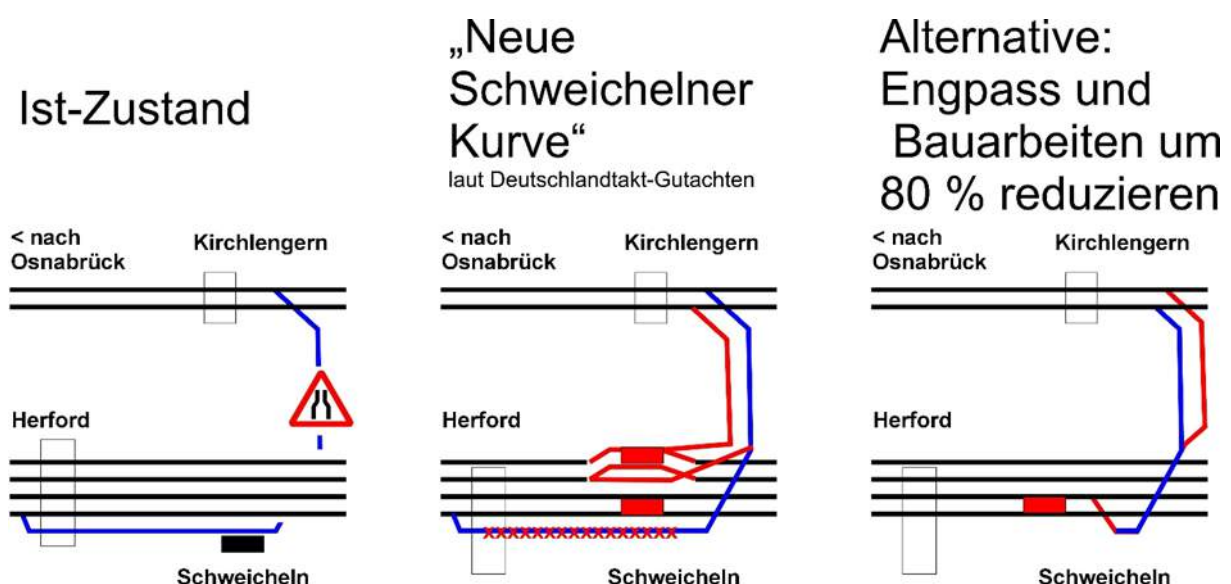 Ist-Zustand
„Neue
Schweichelner
Kurve“
laut Deutschlandtakt-Gutachten
Alternative:
Engpass und
Bauarbeiten um
80 % reduzieren
< nach
Osnabrück
Kirchlengern
Herford
Schweicheln
< nach
Osnabrück
Kirchlengern
Herford
Schweicheln
< nach
Osnabrück
Kirchlengern
Herford
Schweicheln